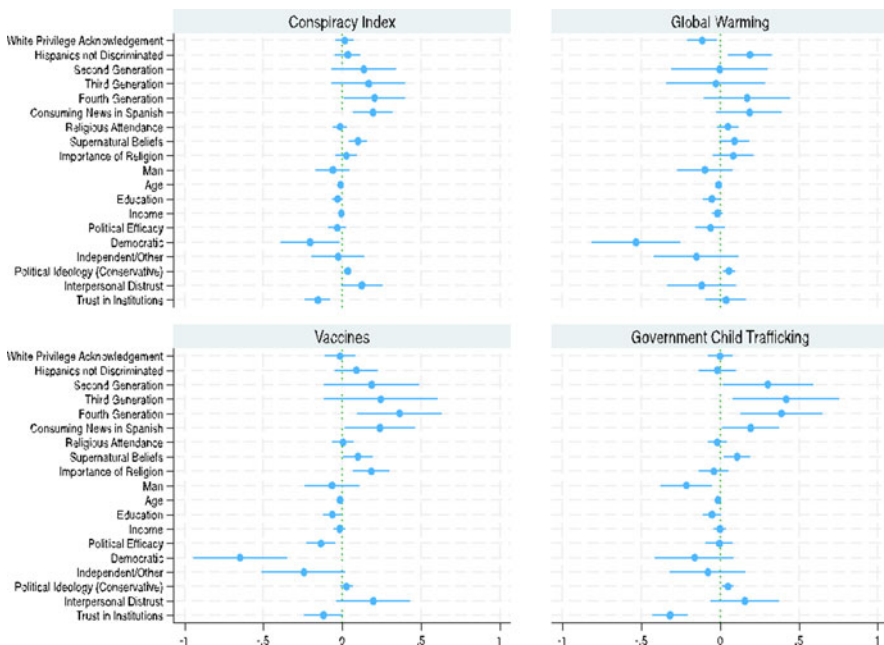 Conspiracy Index
Global Warming
White Privilege Acknowledgement
Hispanics not Discriminated
Second Generation
Third Generation
Fourth Generation
Consuming News in Spanish
Religious Attendance
Supernatural Beliefs
Importance of Religion
Man
Age
Education
Income
Political Efficacy
Democratic
Independent/Other
Political Ideology (Conservative)
Interpersonal Distrust
Trust in Institutions
Vaccines
Government Child Trafficking
White Privilege Acknowledgement
Hispanics not Discriminated
Second Generation
Third Generation
Fourth Generation
Consuming News in Spanish
Religious Attendance
Supernatural Beliefs
Importance of Religion
Man
Age
Education
Income
Political Efficacy
Democratic
Independent/Other
Political Ideology (Conservative)
Interpersonal Distrust
Trust in Institutions
-1 -.5 0 .5 1
-1 -.5 0 .5 1